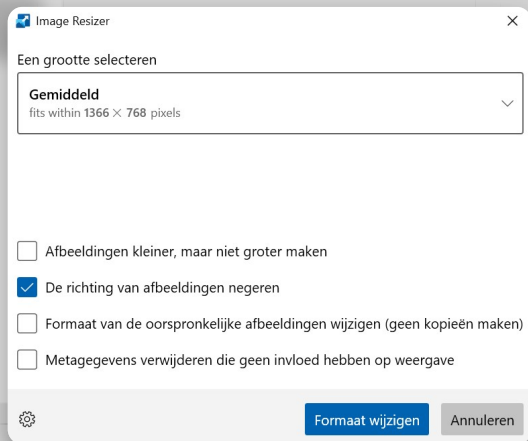 Image Resizer
Een grootte selecteren
Gemiddeld
fits within 1366 × 768 pixels
Afbeeldingen kleiner, maar niet groter maken
De richting van afbeeldingen negeren
Formaat van de oorspronkelijke afbeeldingen wijzigen (geen kopieën maken)
Metagegevens verwijderen die geen invloed hebben op weergave
Formaat wijzigen
Annuleren